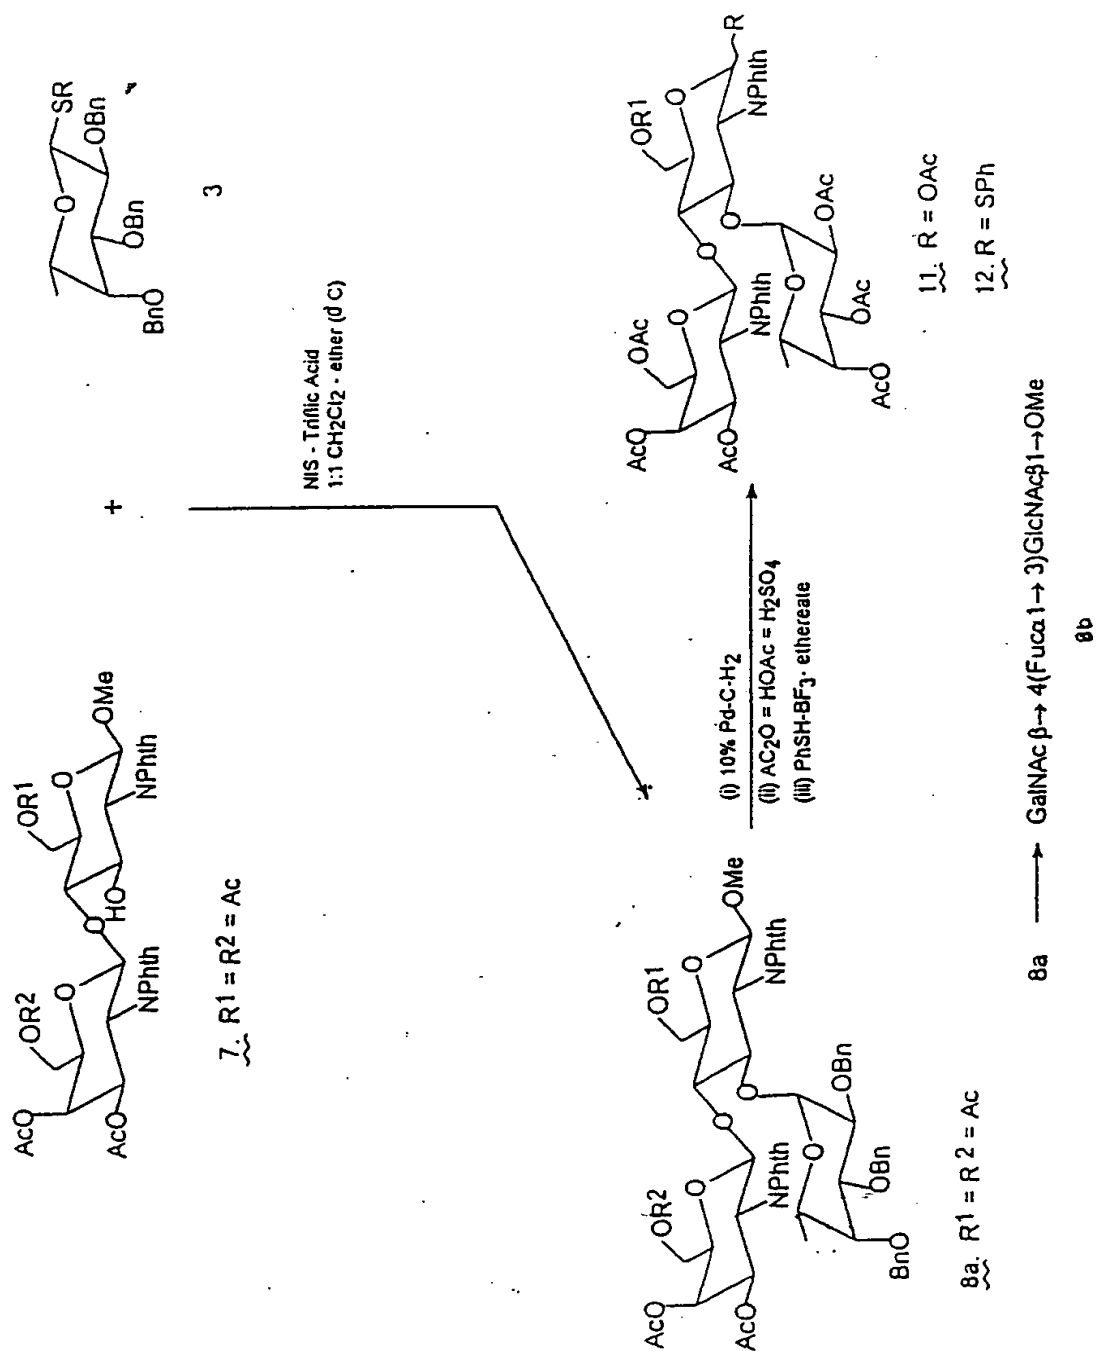 AcO
OR2
O
O
OR1
O
OMe
AcO
NPhth
HO
NPhth
7. R1 = R2 = Ac
+
O
SR
OBn
OBn
BnO
3
NIS - Triflic Acid
1:1 CH2Cl2 - ether (d C)
AcO
OR2
O
O
OR1
O
OMe
AcO
NPhth
O
NPhth
O
OBn
OBn
BnO
8a. R1 = R2 = Ac
(i) 10% Pd-C-H2
(ii) AC2O = HOAc = H2SO4
(iii) PhSH-BF3- ethereate
AcO
OAc
O
O
OR1
O
R
AcO
NPhth
O
NPhth
O
OAc
OAc
AcO
11. R = OAc
12. R = SPh
8a → GalNAc β→ 4(Fucα1→ 3)GlcNAcβ1→OMe
8b